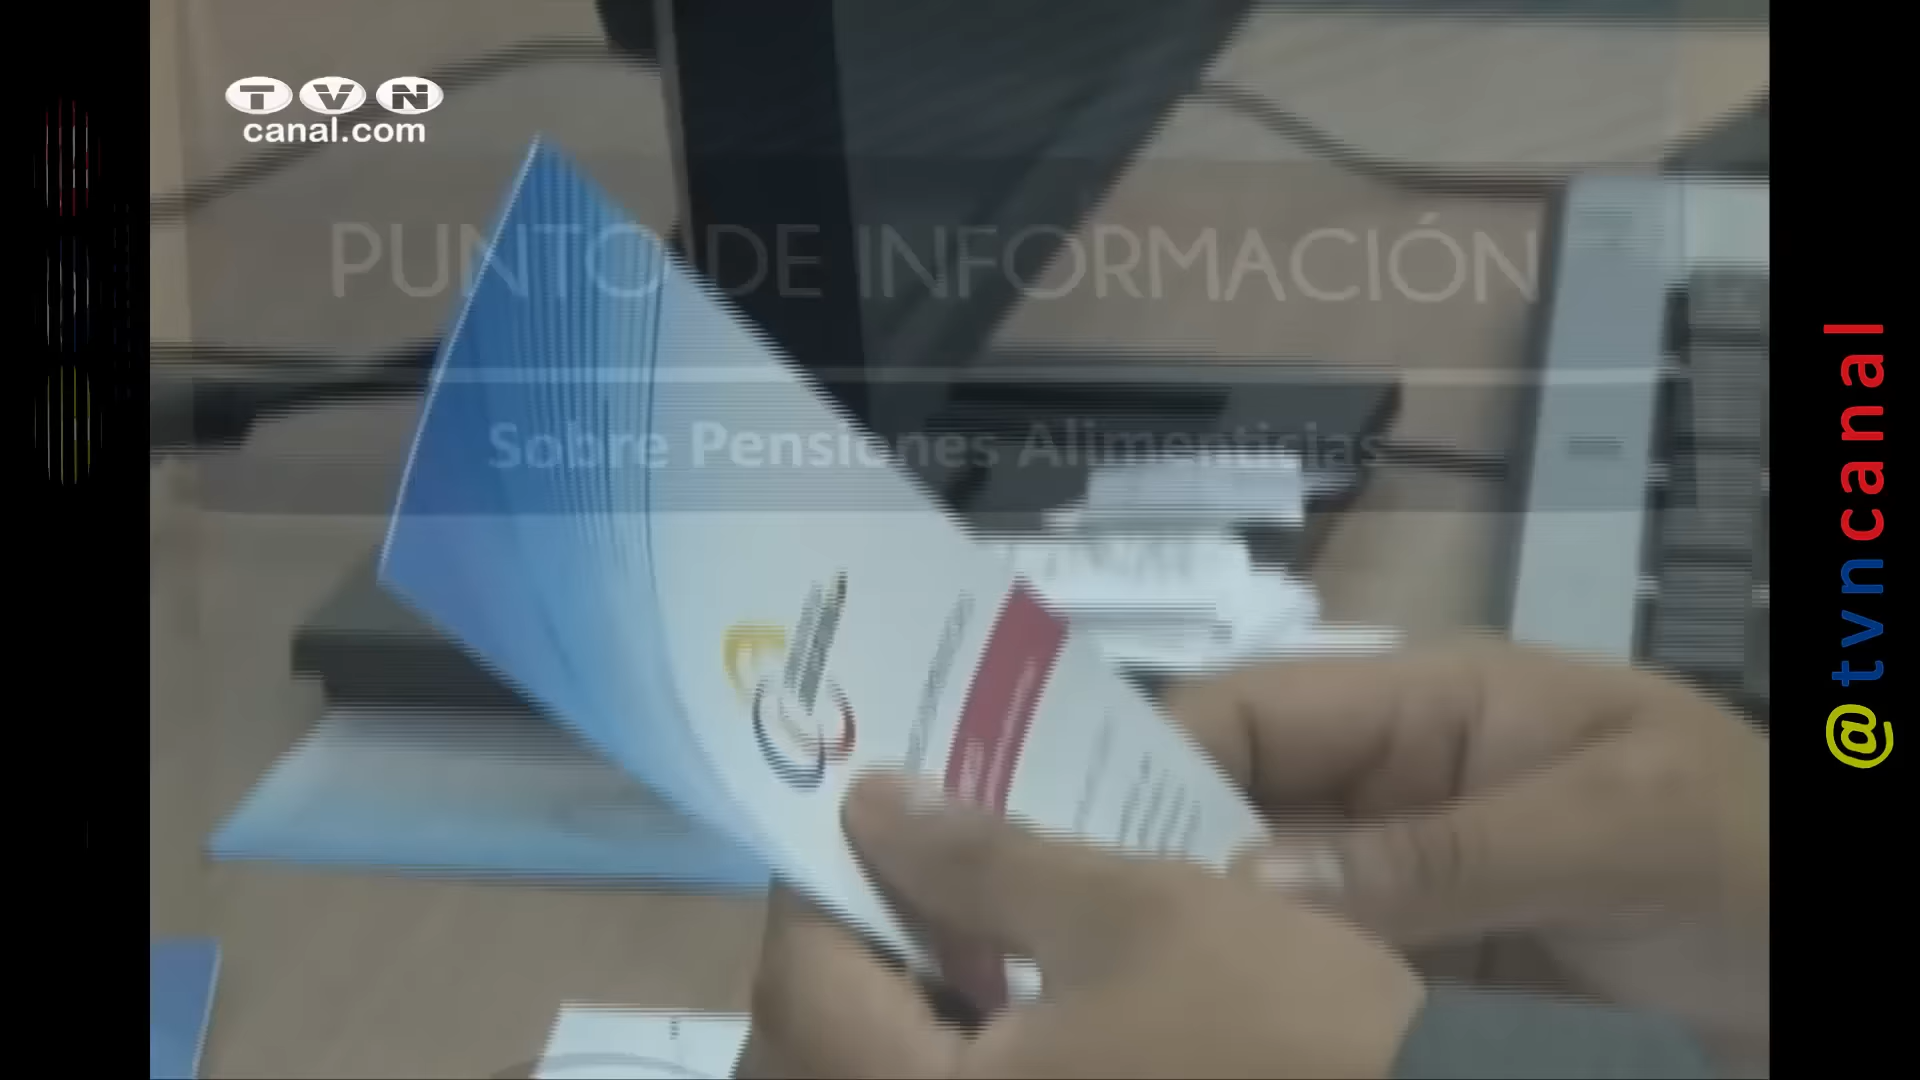 TVN
canal.com
PUNTO DE INFORMACIÓN
Sobre Pensiones Alimenticias
@tvncanal